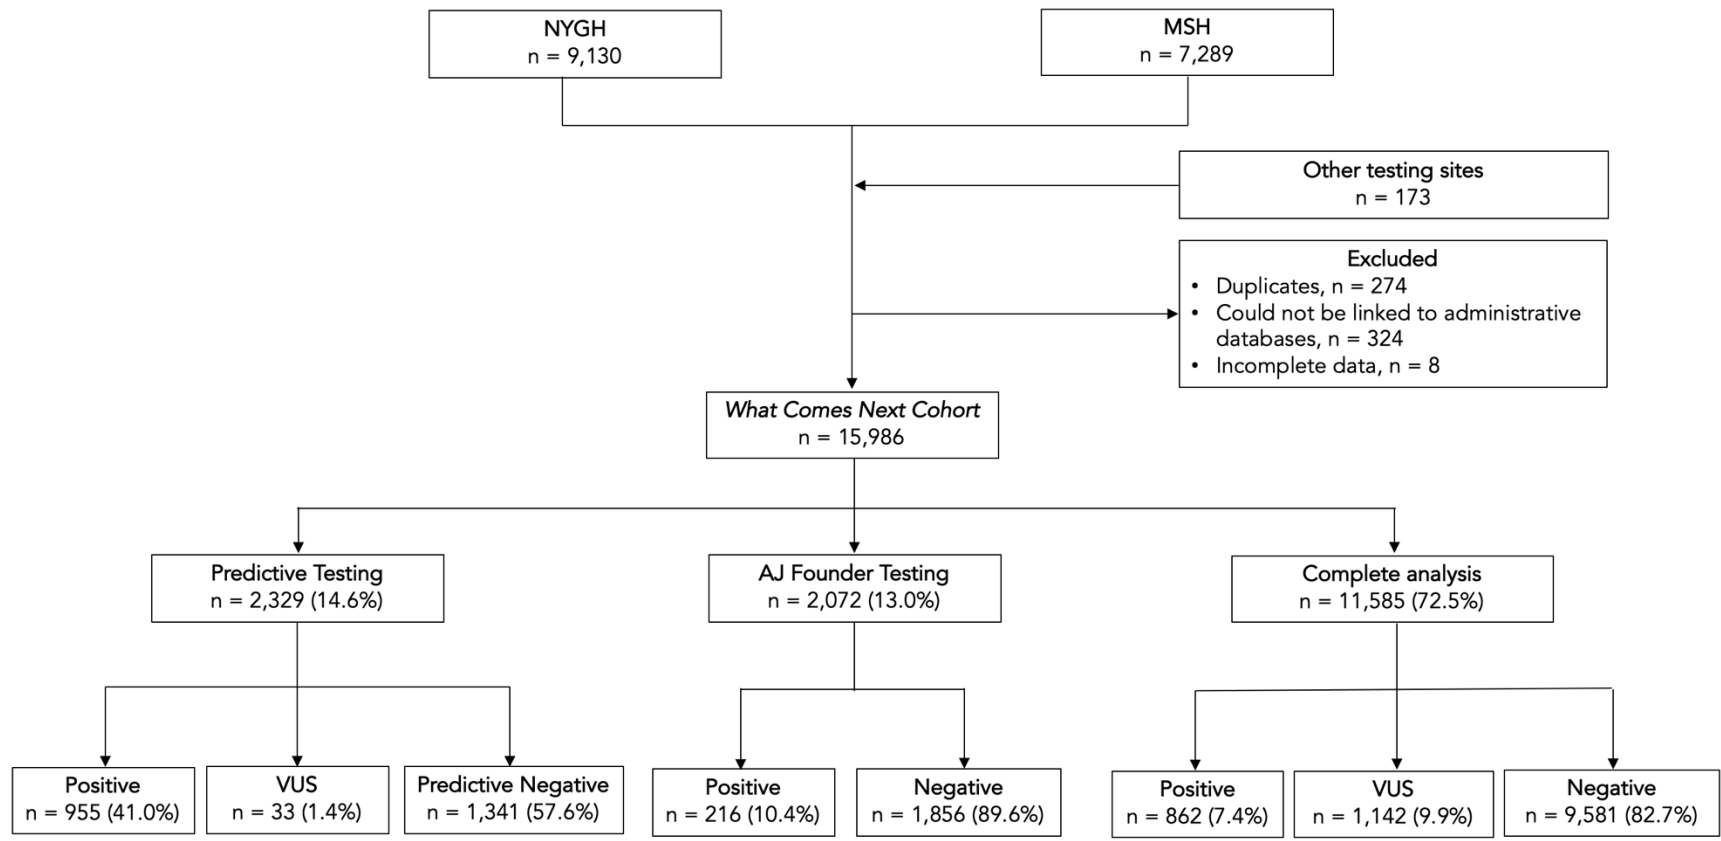 NYGH
n = 9,130
MSH
n = 7,289
Other testing sites
n = 173
Excluded
• Duplicates, n = 274
• Could not be linked to administrative
databases, n = 324
• Incomplete data, n = 8
What Comes Next Cohort
n = 15,986
Predictive Testing
n = 2,329 (14.6%)
AJ Founder Testing
n = 2,072 (13.0%)
Complete analysis
n = 11,585 (72.5%)
Positive
n = 955 (41.0%)
VUS
n = 33 (1.4%)
Predictive Negative
n = 1,341 (57.6%)
Positive
n = 216 (10.4%)
Negative
n = 1,856 (89.6%)
Positive
n = 862 (7.4%)
VUS
n = 1,142 (9.9%)
Negative
n = 9,581 (82.7%)